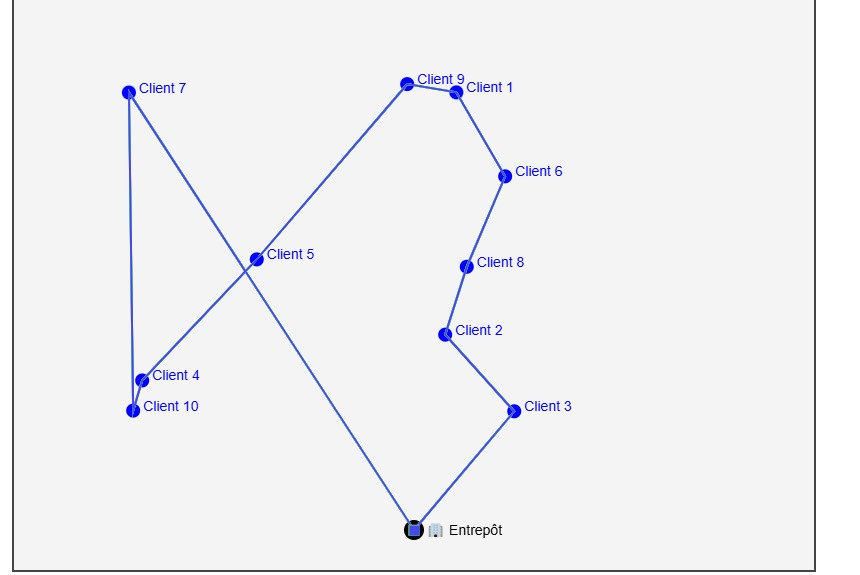 Client 9
Client 7
Client 1
Client 6
Client 5
Client 8
Client 2
Client 4
Client 10
Client 3
🏢 Entrepôt